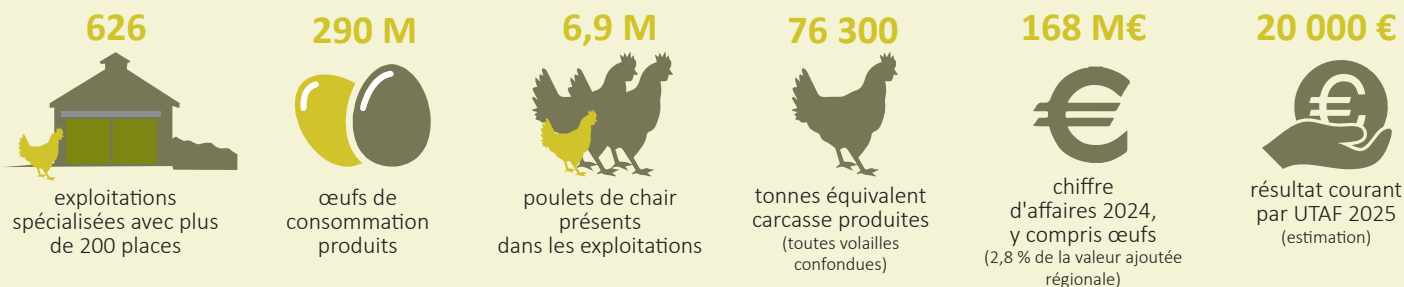 626
exploitations
spécialisées avec plus
de 200 places
290 M
œufs de
consommation
produits
6,9 M
poulets de chair
présents
dans les exploitations
76 300
tonnes équivalent
carcasse produites
(toutes volailles
confondues)
168 M€
chiffre
d'affaires 2024,
y compris œufs
(2,8 % de la valeur ajoutée
régionale)
20 000 €
résultat courant
par UTAF 2025
(estimation)